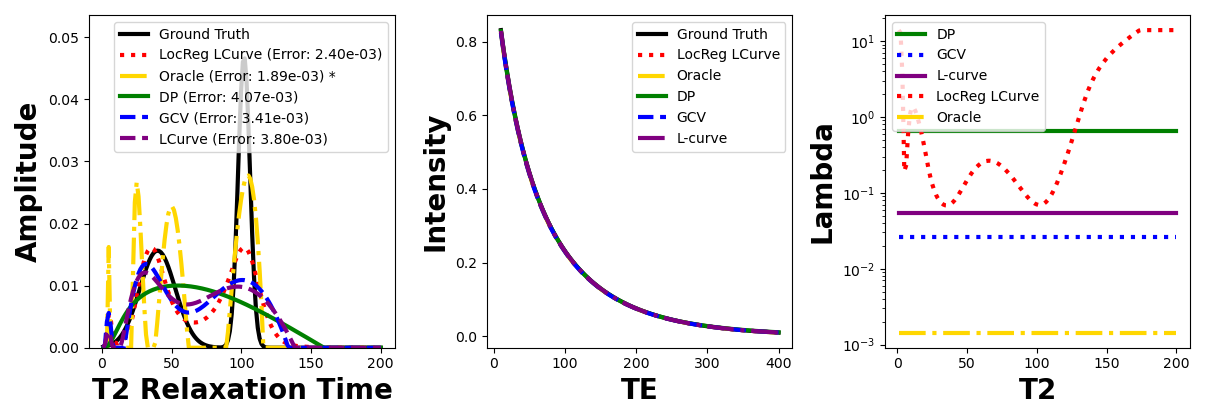 Amplitude
0.05
0.04
0.03
0.02
0.01
0.00
Ground Truth
LocReg LCurve (Error: 2.40e-03)
Oracle (Error: 1.89e-03) *
DP (Error: 4.07e-03)
GCV (Error: 3.41e-03)
LCurve (Error: 3.80e-03)
0 50 100 150 200
T2 Relaxation Time
Intensity
0.8
0.6
0.4
0.2
0.0
Ground Truth
LocReg LCurve
Oracle
DP
GCV
L-curve
0 100 200 300 400
TE
Lambda
10¹
10⁰
10⁻¹
10⁻²
10⁻³
DP
GCV
L-curve
LocReg LCurve
Oracle
0 50 100 150 200
T2